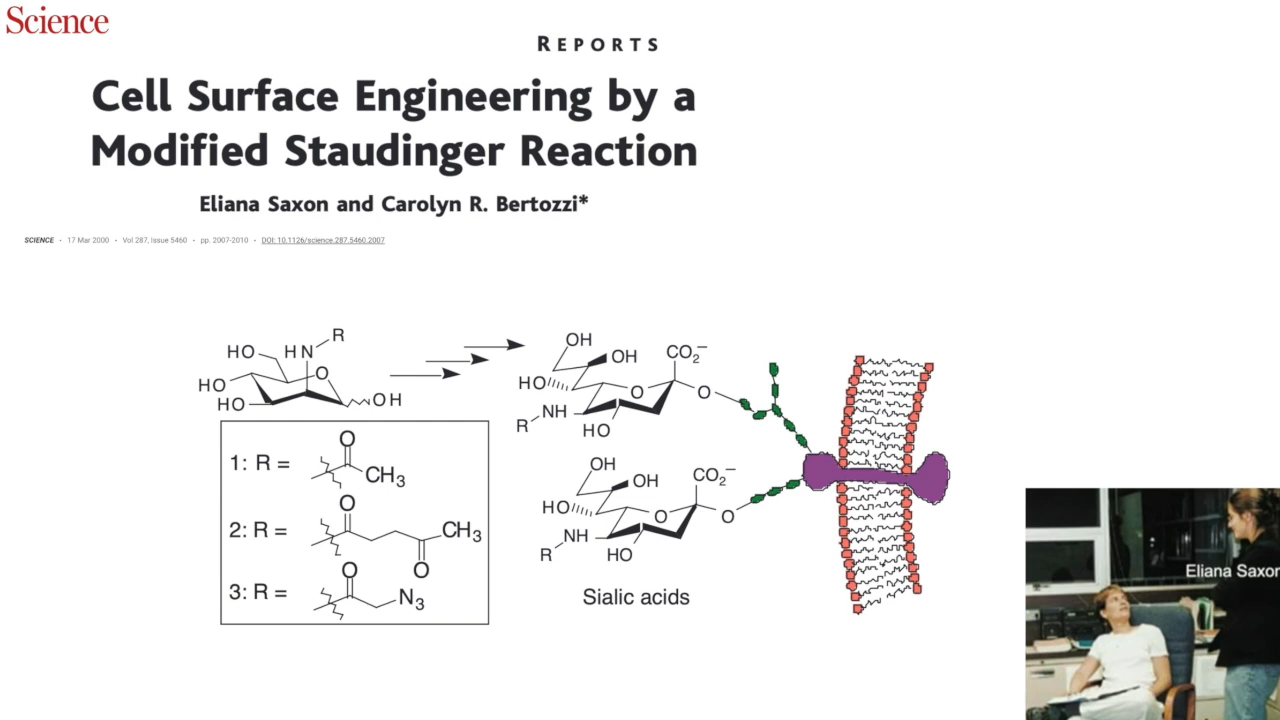 Science
REPORTS
Cell Surface Engineering by a
Modified Staudinger Reaction
Eliana Saxon and Carolyn R. Bertozzi*
SCIENCE • 17 Mar 2000 • Vol 287, Issue 5460 • pp. 2007-2010 • DOI: 10.1126/science.287.5460.2007
R
HO HN
O
HO
HO OH
OH
OH CO2−
HO O O
NH
R HO
1: R = O CH3
2: R = O CH3 O
3: R = O N3
OH
OH CO2−
HO O O
NH
R HO
Sialic acids
Eliana Saxon